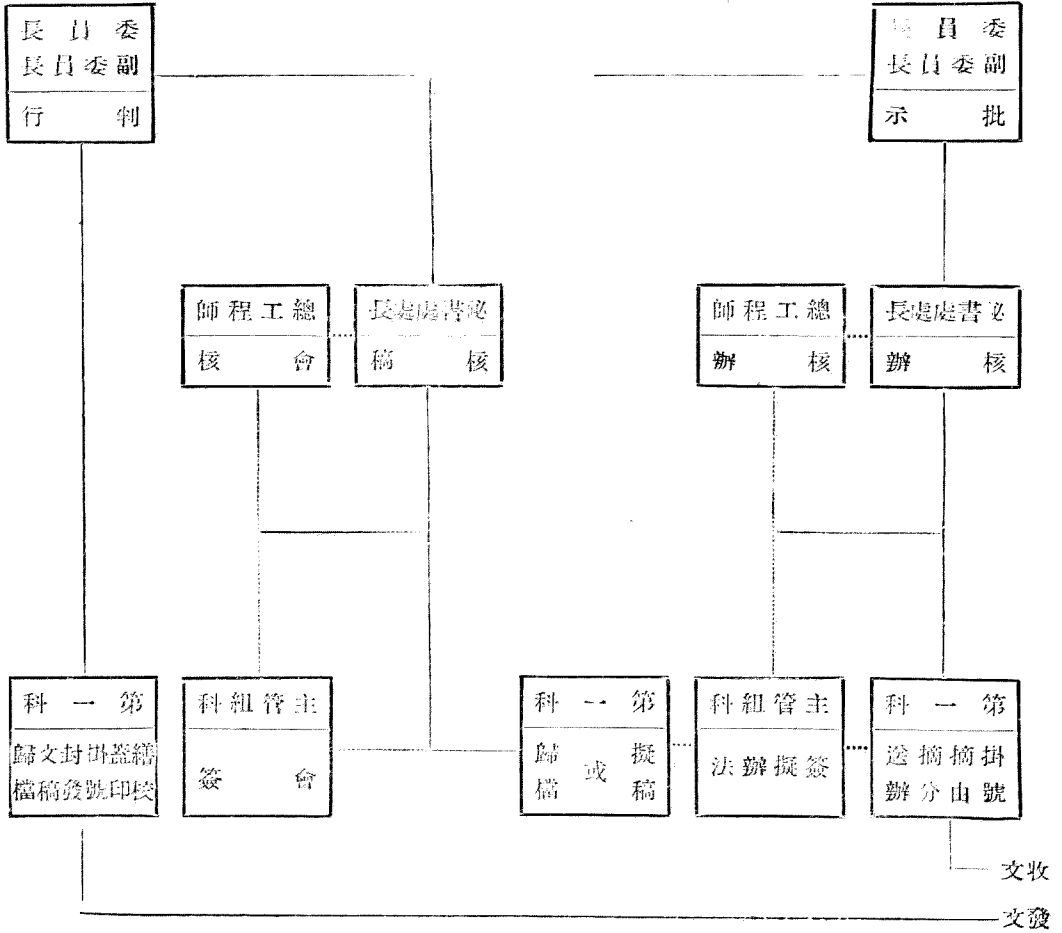 委員長
副委員長
批示
委員長
副委員長
判行
秘書處處長
核辦
總工程師
核辦
秘書處處長
核稿
總工程師
會核
第一科
掛號
摘由
摘分
送辦
主管組科
簽擬辦法
第一科
擬稿
或
歸檔
主管組科
會簽
第一科
繕校
蓋印
掛號
封發
文稿
歸檔
收文
發文